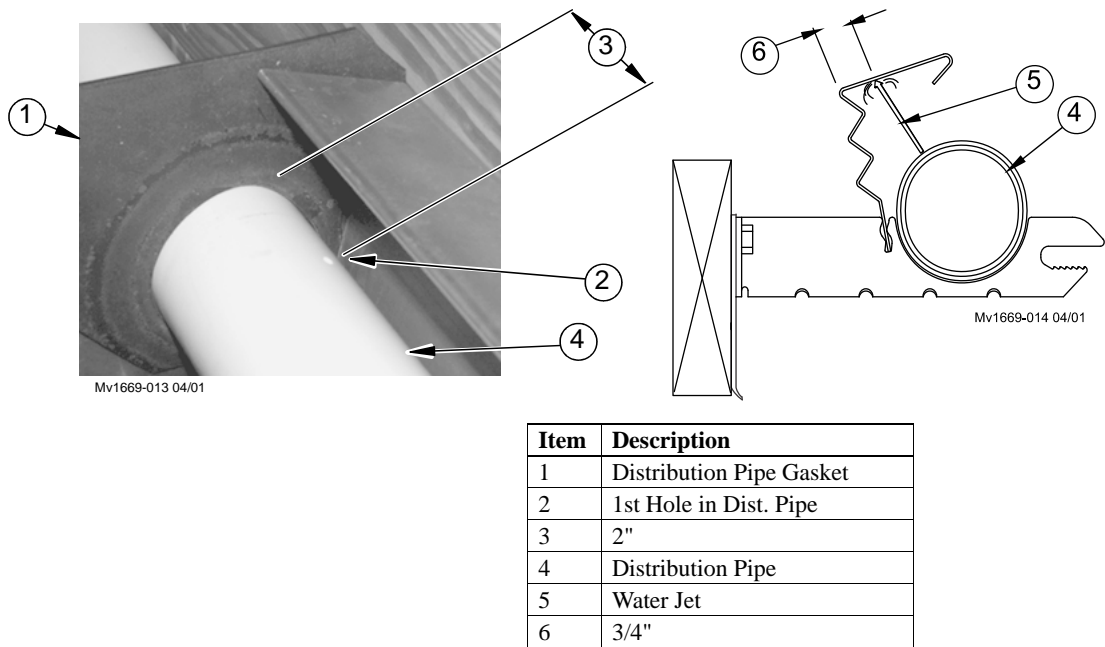 1
3
2
4
Mv1669-013 04/01
6
5
4
Mv1669-014 04/01
Item Description
1 Distribution Pipe Gasket
2 1st Hole in Dist. Pipe
3 2"
4 Distribution Pipe
5 Water Jet
6 3/4"